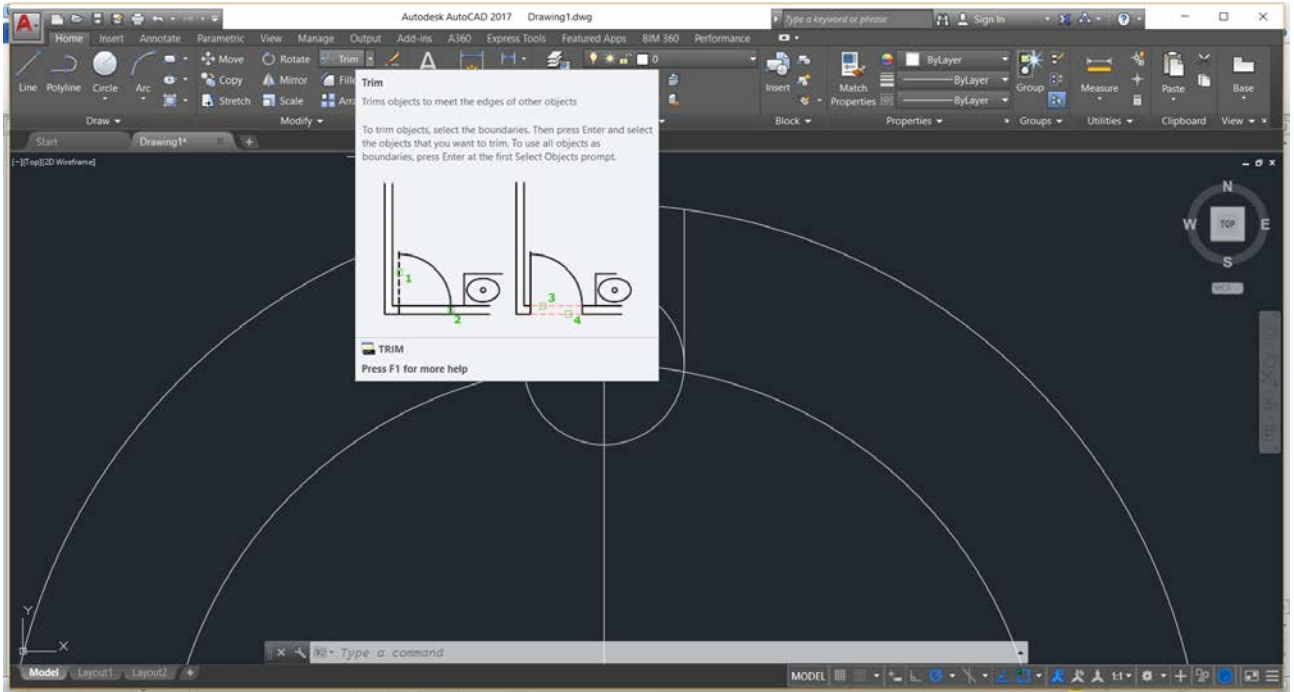 Autodesk AutoCAD 2017 Drawing1.dwg
Type a keyword or phrase
Sign In
Home Insert Annotate Parametric View Manage Output Add-ins A360 Express Tools Featured Apps BIM 360 Performance
Line Polyline Circle Arc
Move Rotate Trim
Copy Mirror
Stretch Scale
0
Insert
Match
Properties
ByLayer
ByLayer
ByLayer
Group
Measure
Paste
Base
Draw Modify Block Properties Groups Utilities Clipboard View
Start Drawing1*
[-][Top][2D Wireframe]
Trim
Trims objects to meet the edges of other objects
To trim objects, select the boundaries. Then press Enter and select
the objects that you want to trim. To use all objects as
boundaries, press Enter at the first Select Objects prompt.
1
2
3
4
TRIM
Press F1 for more help
N
W TOP E
S
Y
X
Type a command
Model Layout1 Layout2
MODEL
1:1